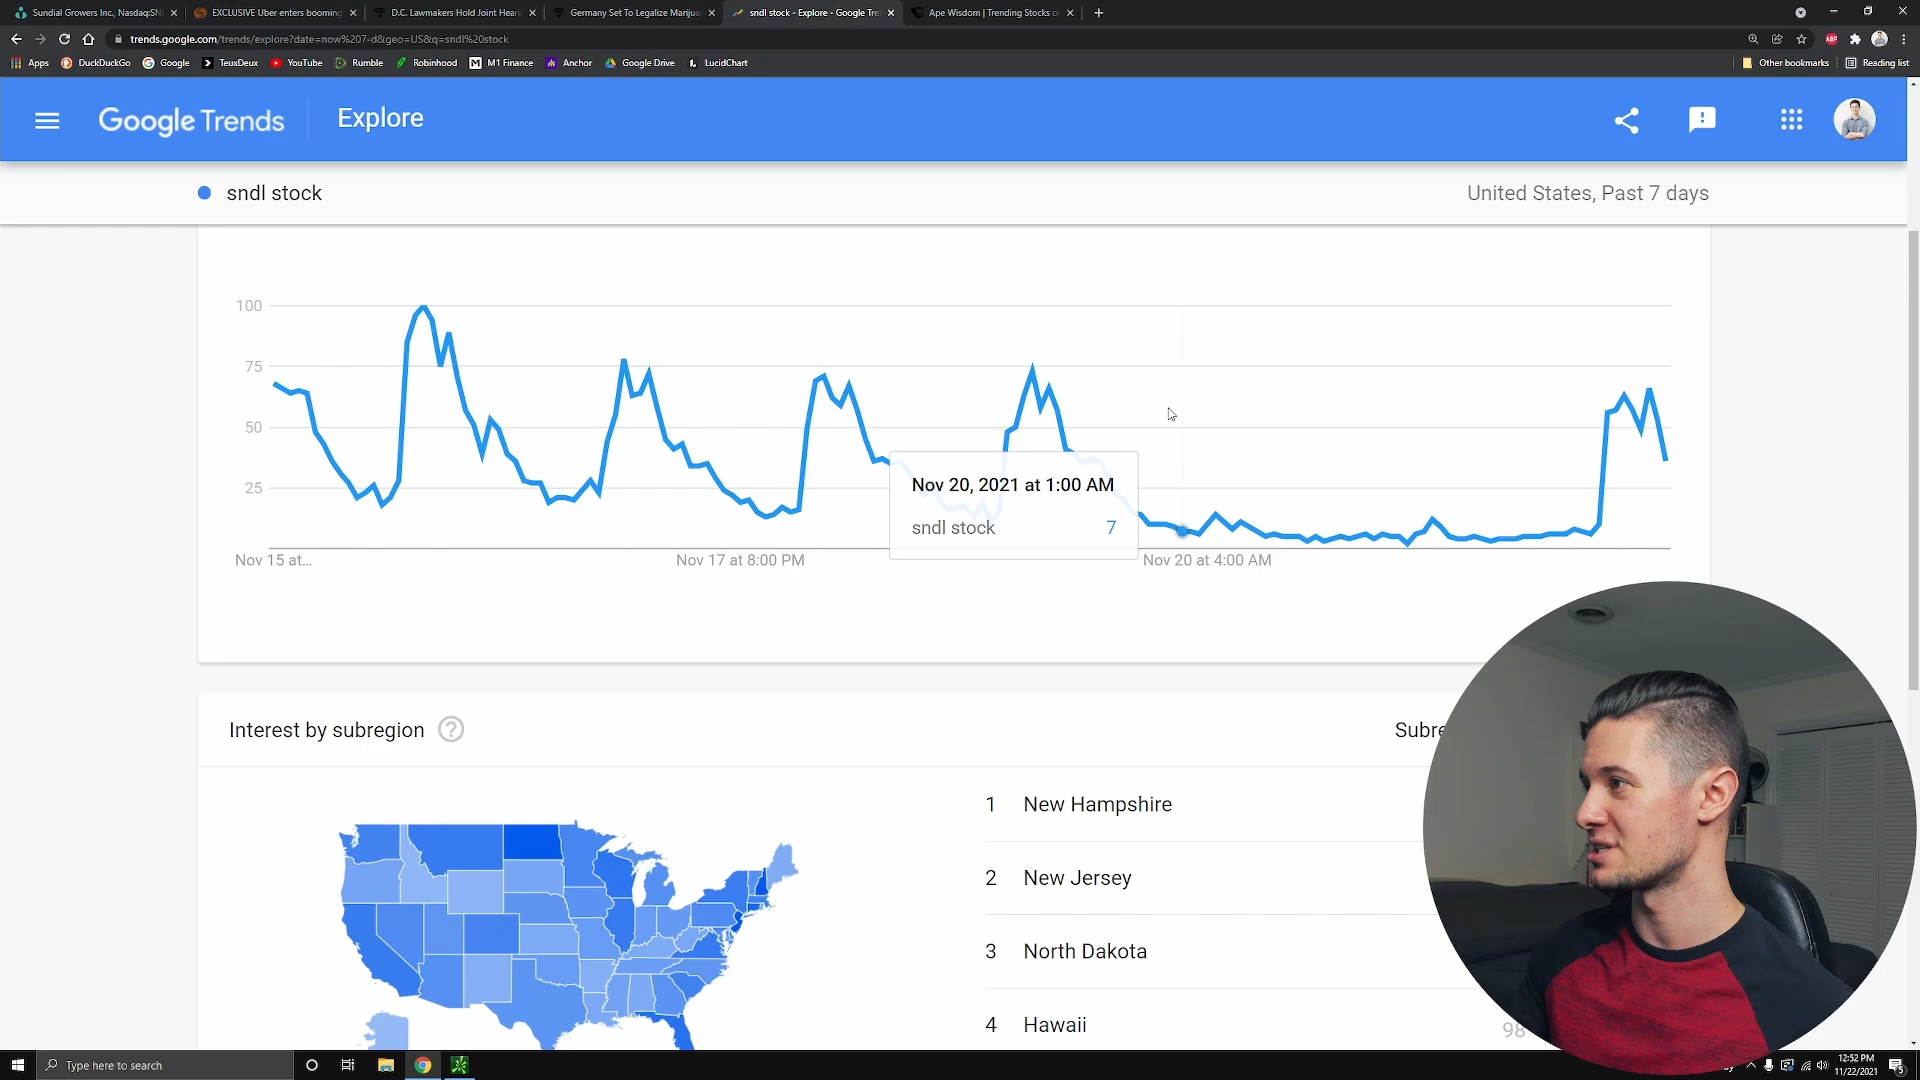 Sundial Growers Inc., Nasdaq:SN
EXCLUSIVE Uber enters booming
D.C. Lawmakers Hold Joint Heari
Germany Set To Legalize Marijua
sndl stock - Explore - Google Tre
Ape Wisdom | Trending Stocks o
trends.google.com/trends/explore?date=now%207-d&geo=US&q=sndl%20stock
ABP
Apps
DuckDuckGo
Google
TeuxDeux
YouTube
Rumble
Robinhood
M1 Finance
Anchor
Google Drive
LucidChart
Other bookmarks
Reading list
Google Trends
Explore
sndl stock
United States, Past 7 days
100
75
50
25
Nov 20, 2021 at 1:00 AM
sndl stock 7
Nov 15 at...
Nov 17 at 8:00 PM
Nov 20 at 4:00 AM
Interest by subregion ?
Subre
1 New Hampshire
2 New Jersey
3 North Dakota
4 Hawaii
98
Type here to search
12:52 PM
11/22/2021
5